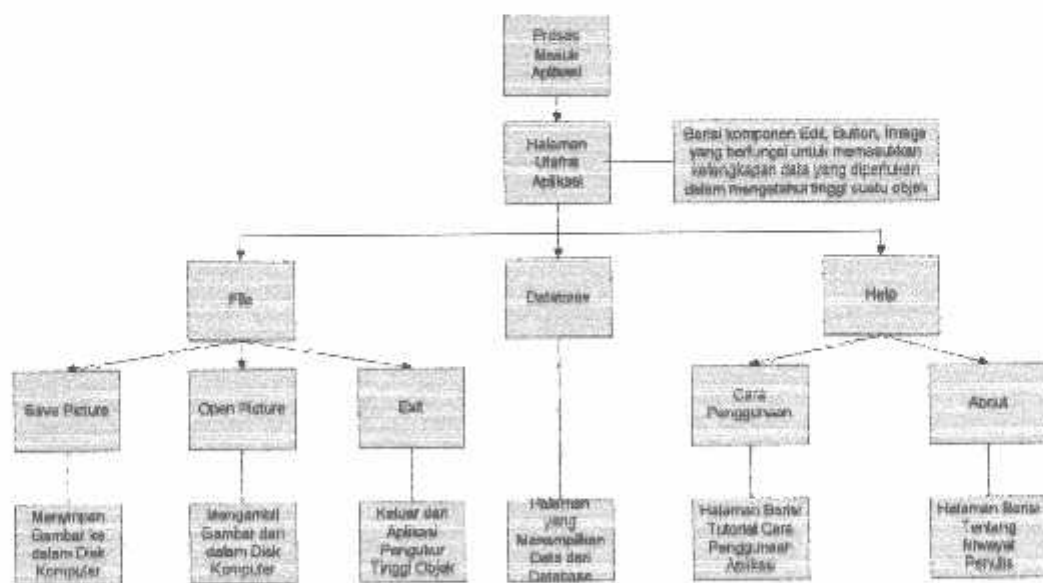 Proses
Masuk
Aplikasi
Halaman
Utama
Aplikasi
Berisi komponen Edit, Button, Image
yang berfungsi untuk memasukkan
kelengkapan data yang diperlukan
dalam mengetahui tinggi suatu objek
File
Database
Help
Save Picture
Open Picture
Exit
Cara
Penggunaan
About
Menyimpan
Gambar ke
dalam Disk
Komputer
Mengambil
Gambar dari
dalam Disk
Komputer
Keluar dari
Aplikasi
Pengukur
Tinggi Objek
Halaman
yang
Menampilkan
Data dari
Database
Halaman Berisi
Tutorial Cara
Penggunaan
Aplikasi
Halaman Berisi
Tentang
Riwayat
Penulis